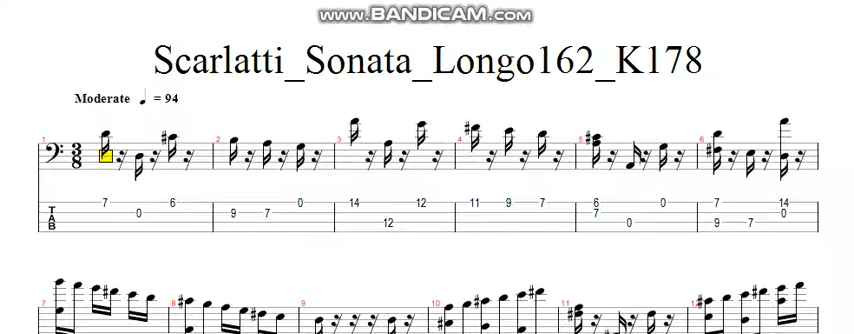 www.BANDICAM.com
Scarlatti_Sonata_Longo162_K178
Moderate ♩ = 94
1 2 3 4 5 6
3
8
T
A
B
7 0 6 9 7 0 14 12 12 11 9 7 6 7 0 0 7 9 7 14 0
7 8 9 10 11 12